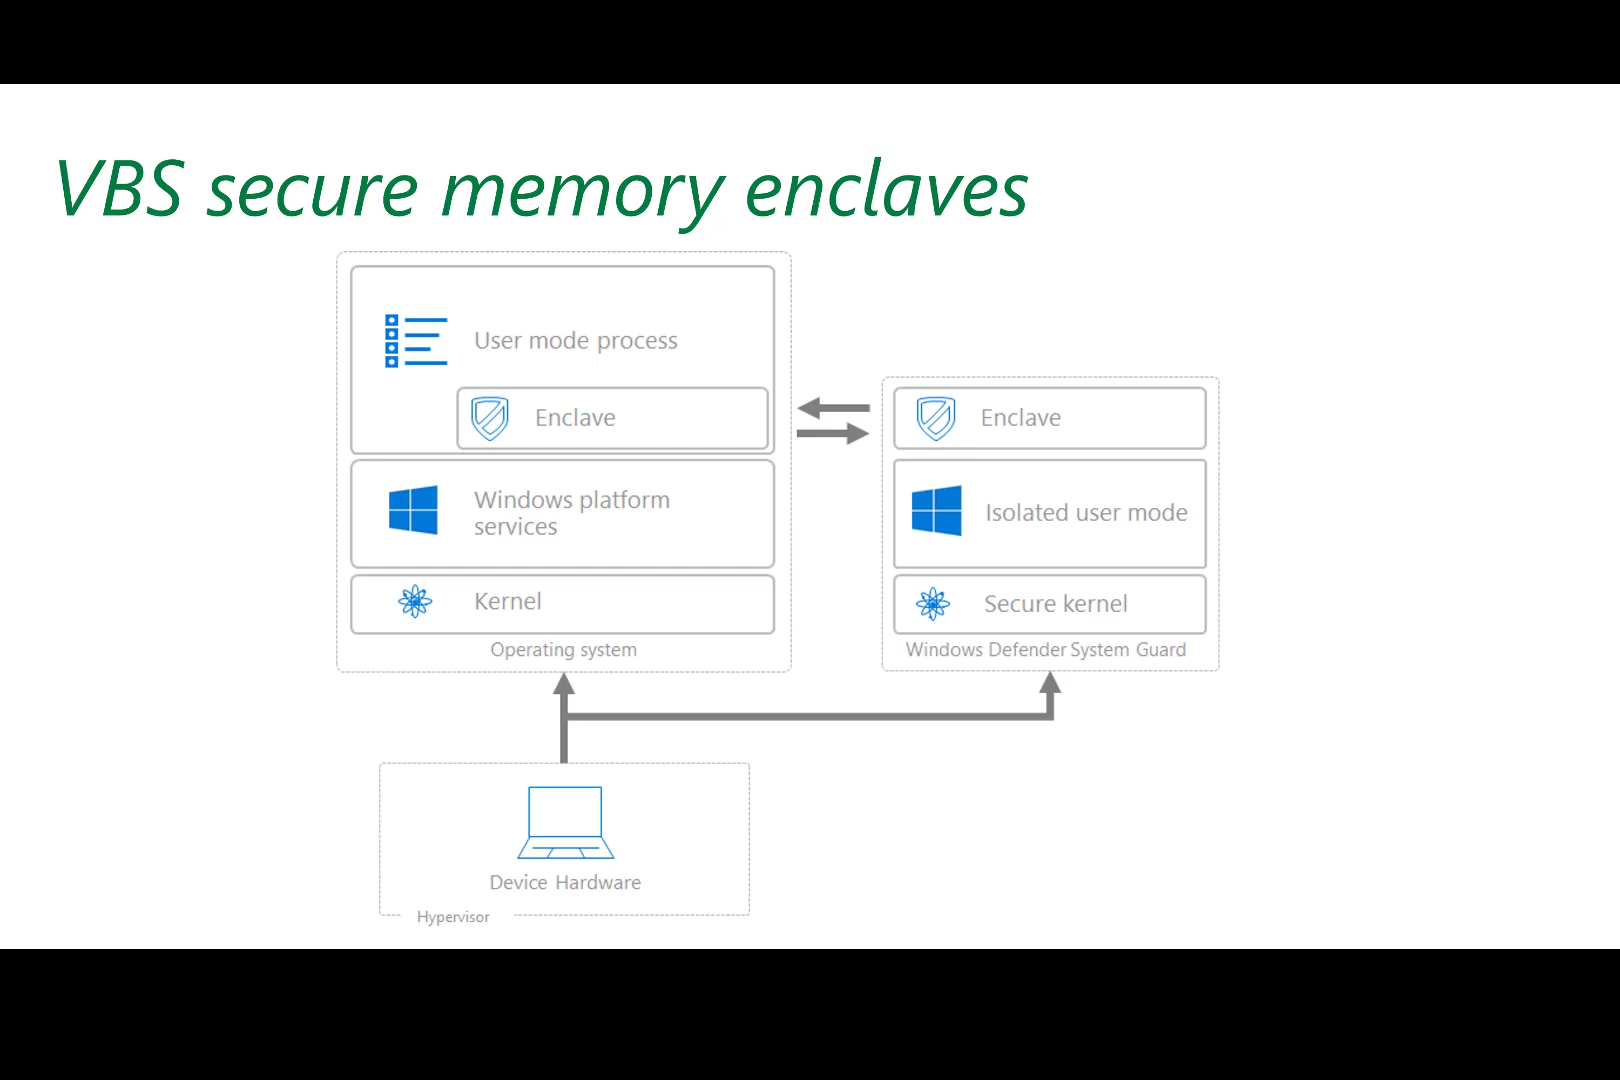 VBS secure memory enclaves
User mode process
Enclave
Windows platform
services
Kernel
Operating system
Enclave
Isolated user mode
Secure kernel
Windows Defender System Guard
Device Hardware
Hypervisor